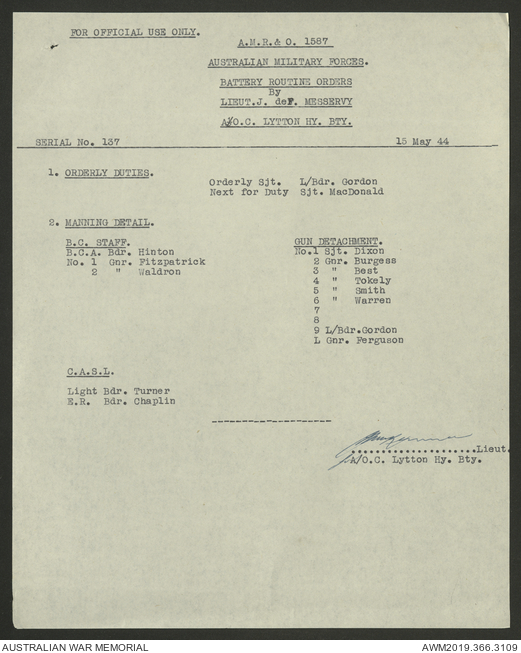 FOR OFFICIAL USE ONLY.
A.M.R.& O. 1587
AUSTRALIAN MILITARY FORCES.
BATTERY ROUTINE ORDERS
By
LIEUT.J. deF. MESSERVY
A/O.C. LYTTON HY. BTY.
SERIAL No. 137 15 May 44
1. ORDERLY DUTIES.
Orderly Sjt. L/Bdr. Gordon
Next for Duty Sjt. MacDonald
2. MANNING DETAIL.
B.C. STAFF.
B.C.A. Bdr. Hinton
No. 1 Gnr. Fitzpatrick
2 " Waldron
GUN DETACHMENT.
No.1 Sjt. Dixon
2 Gnr. Burgess
3 " Best
4 " Tokely
5 " Smith
6 " Warren
7
8
9 L/Bdr.Gordon
L Gnr. Ferguson
C.A.S.L.
Light Bdr. Turner
E.R. Bdr. Chaplin
.....................Lieut.
A/O.C. Lytton Hy. Bty.
AUSTRALIAN WAR MEMORIAL AWM2019.366.3109